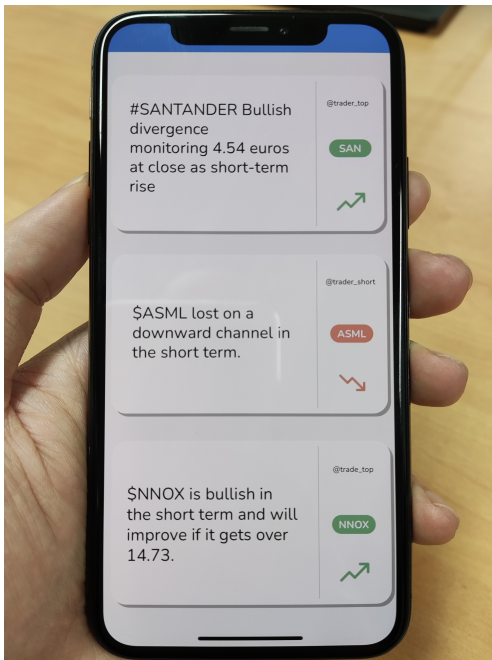 #SANTANDER Bullish
divergence
monitoring 4.54 euros
at close as short-term
rise
@trader_top
SAN
$ASML lost on a
downward channel in
the short term.
@trader_short
ASML
$NNOX is bullish in
the short term and will
improve if it gets over
14.73.
@trade_top
NNOX